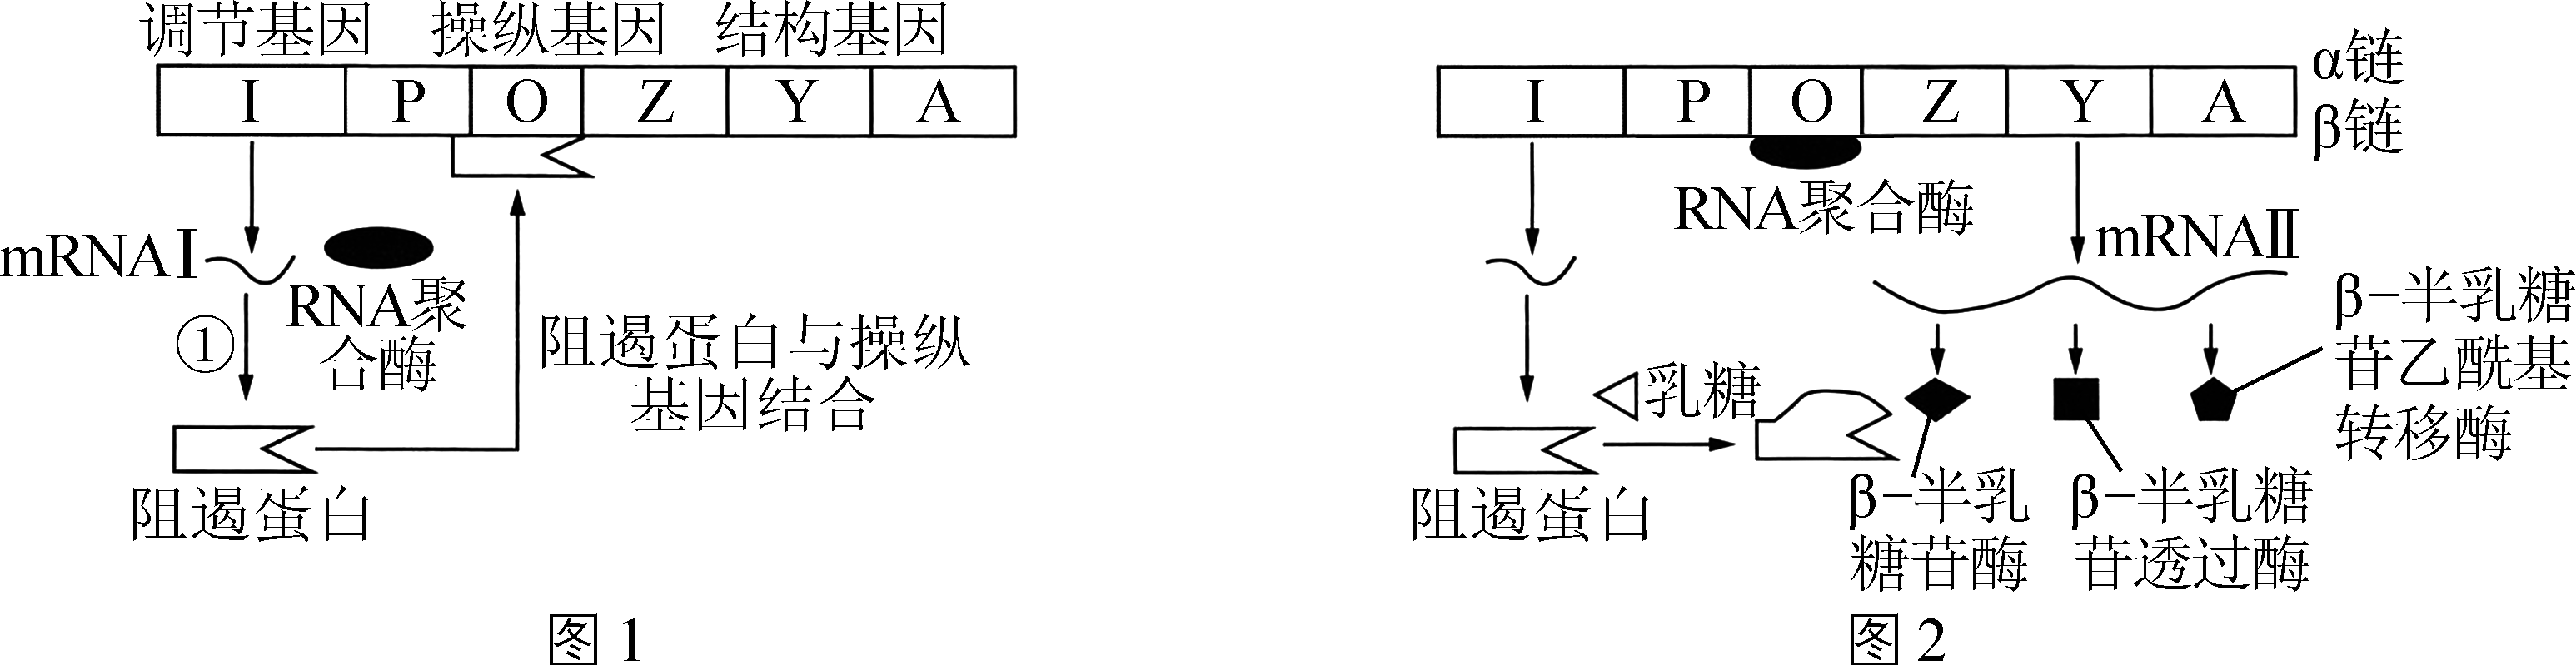 调节基因 操纵基因 结构基因
I P O Z Y A
mRNAⅠ
RNA聚
合酶
①
阻遏蛋白与操纵
基因结合
阻遏蛋白
图1
I P O Z Y A
α链
β链
RNA聚合酶
mRNAⅡ
乳糖
阻遏蛋白
β-半乳
糖苷酶
β-半乳糖
苷透过酶
β-半乳糖
苷乙酰基
转移酶
图2